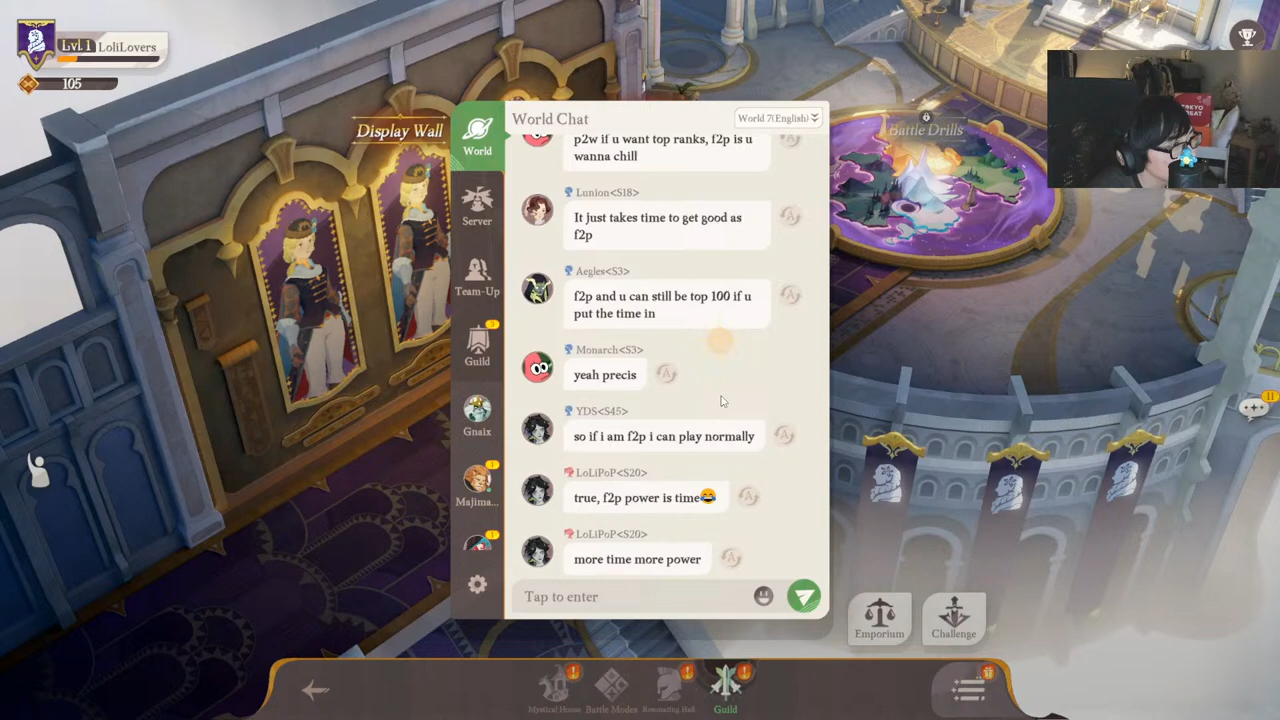 Lvl.1 LoliLovers
105
Display Wall
World
Server
Team-Up
3
Guild
Gnaix
1
Majima...
1
World Chat
World 7(English)
p2w if u want top ranks, f2p is u
wanna chill
Lunion<S18>
It just takes time to get good as
f2p
Aegles<S3>
f2p and u can still be top 100 if u
put the time in
Monarch<S3>
yeah precis
YDS<S45>
so if i am f2p i can play normally
LoLiPoP<S20>
true, f2p power is time😂
LoLiPoP<S20>
more time more power
Tap to enter
Battle Drills
11
Emporium
Challenge
Mystical House
Battle Modes
Resonating Hall
Guild